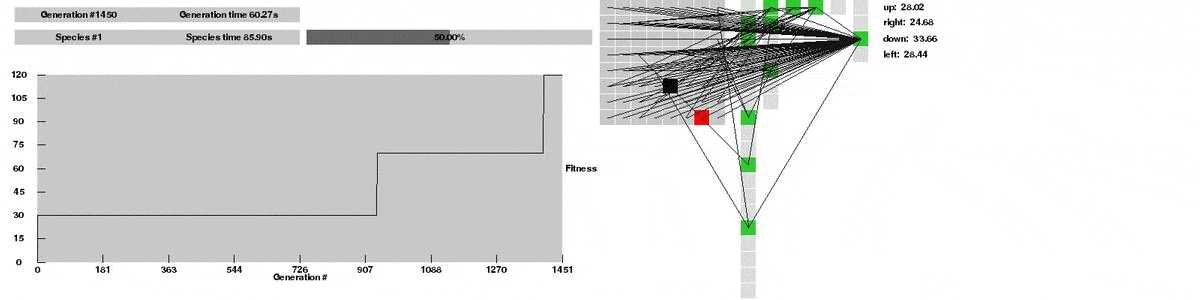 Generation #1450 Generation time 60.27s
Species #1 Species time 85.90s 50.00%
up: 28.02
right: 24.68
down: 33.66
left: 28.44
120
105
90
75
60
45
30
15
0
Fitness
0 181 363 544 726 907 1088 1270 1451
Generation #